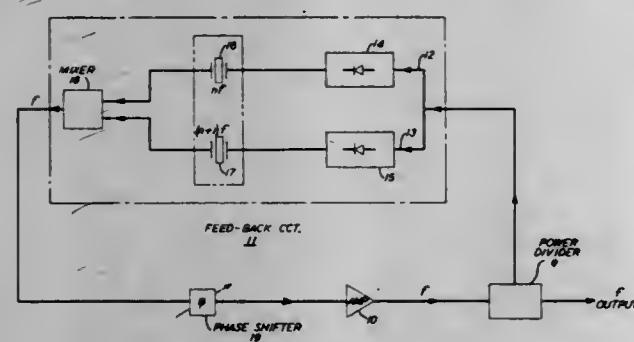 16
14
12
MIXER
18
f
nf
(n+1)f
13
17
15
FEED-BACK CCT.
11
POWER
DIVIDER
9
φ
10
f
f
OUTPUT
PHASE SHIFTER
19